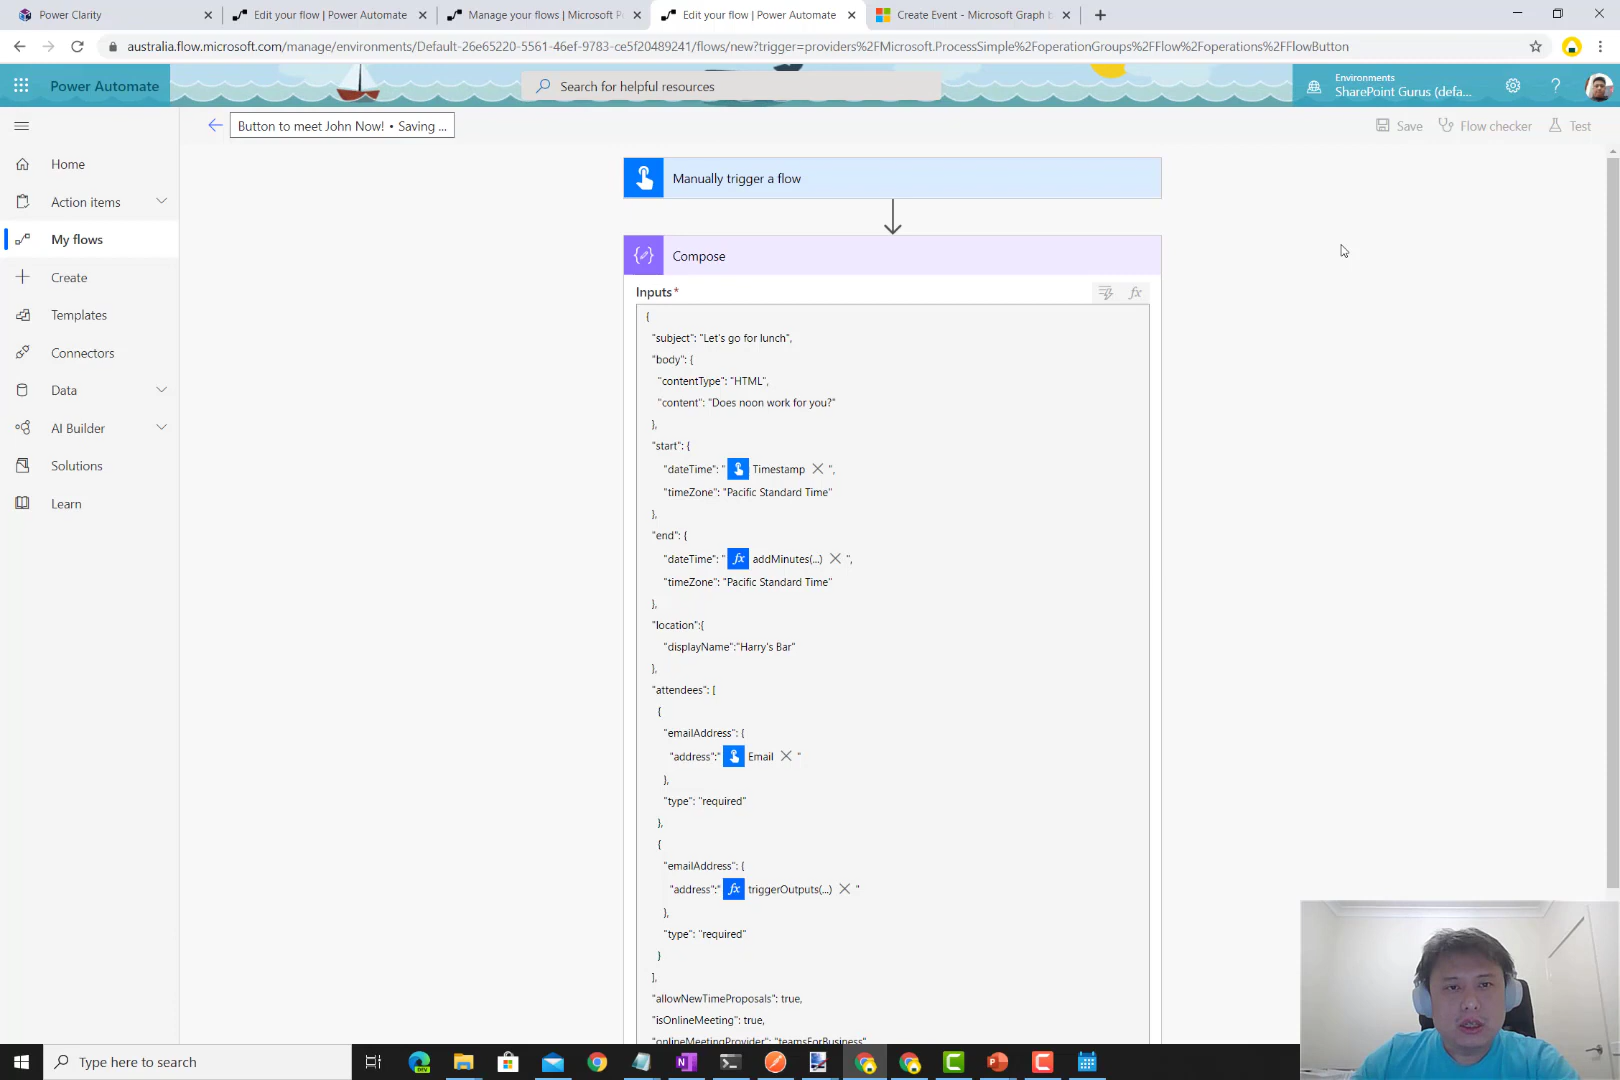 Power Clarity
Edit your flow | Power Automate
Manage your flows | Microsoft P
Edit your flow | Power Automate
Create Event - Microsoft Graph b
australia.flow.microsoft.com/manage/environments/Default-26e65220-5561-46ef-9783-ce5f20489241/flows/new?trigger=providers%2FMicrosoft.ProcessSimple%2FoperationGroups%2FFlow%2Foperations%2FFlowButton
Power Automate
Search for helpful resources
Environments
SharePoint Gurus (defa...
Button to meet John Now! • Saving ...
Save
Flow checker
Test
Home
Action items
My flows
Create
Templates
Connectors
Data
AI Builder
Solutions
Learn
Manually trigger a flow
Compose
Inputs*
fx
{
"subject": "Let's go for lunch",
"body": {
"contentType": "HTML",
"content": "Does noon work for you?"
},
"start": {
"dateTime": " Timestamp ",
"timeZone": "Pacific Standard Time"
},
"end": {
"dateTime": " fx addMinutes(...) ",
"timeZone": "Pacific Standard Time"
},
"location":{
"displayName":"Harry's Bar"
},
"attendees": [
{
"emailAddress": {
"address":" Email "
},
"type": "required"
},
{
"emailAddress": {
"address":" fx triggerOutputs(...) "
},
"type": "required"
}
],
"allowNewTimeProposals": true,
"isOnlineMeeting": true,
"onlineMeetingProvider": "teamsForBusiness"
Type here to search